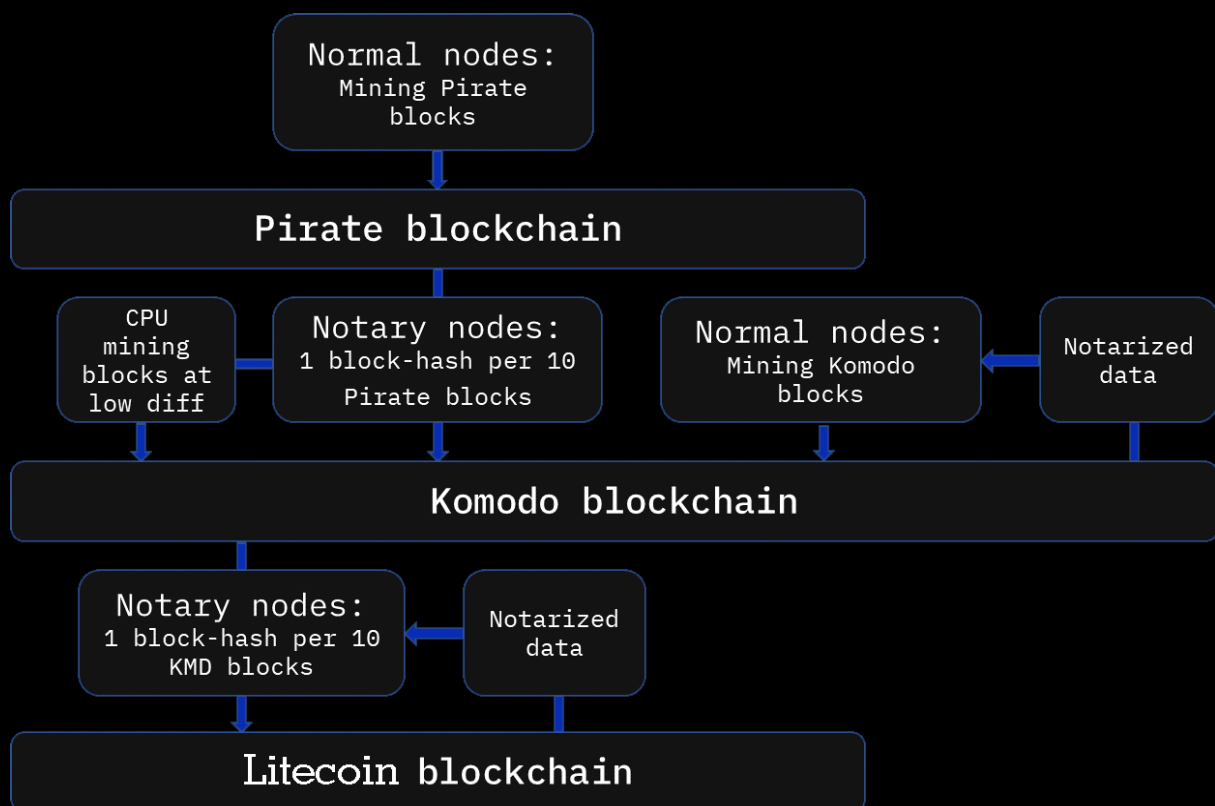 Normal nodes:
Mining Pirate
blocks
Pirate blockchain
CPU
mining
blocks at
low diff
Notary nodes:
1 block-hash per 10
Pirate blocks
Normal nodes:
Mining Komodo
blocks
Notarized
data
Komodo blockchain
Notary nodes:
1 block-hash per 10
KMD blocks
Notarized
data
Litecoin blockchain